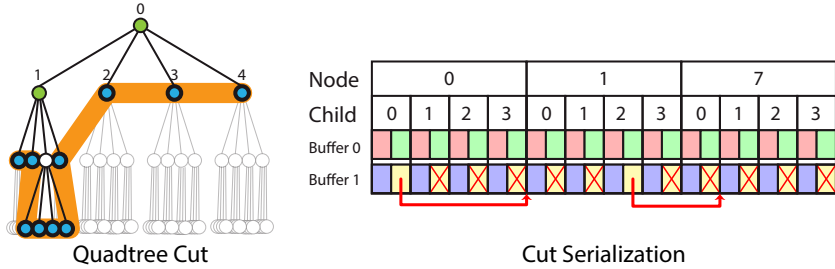 0
1 2 3 4
Quadtree Cut
Node 0 1 7
Child 0 1 2 3 0 1 2 3 0 1 2 3
Buffer 0
Buffer 1
Cut Serialization